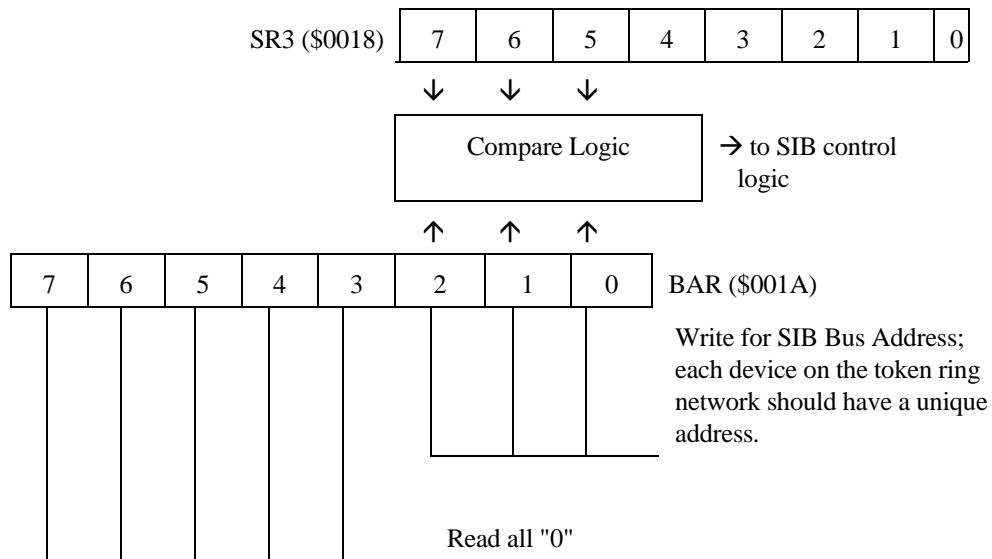 SR3 ($0018) 7 6 5 4 3 2 1 0
Compare Logic
→ to SIB control
logic
7 6 5 4 3 2 1 0 BAR ($001A)
Write for SIB Bus Address;
each device on the token ring
network should have a unique
address.
Read all "0"